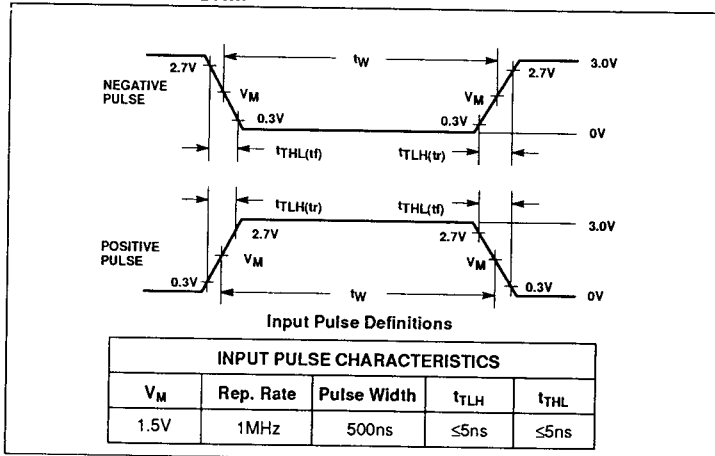 tW
2.7V
2.7V
3.0V
NEGATIVE
PULSE
VM
VM
0.3V
0.3V
0V
tTHL(tf)
tTLH(tr)
tTLH(tr)
tTHL(tf)
3.0V
2.7V
2.7V
POSITIVE
PULSE
VM
VM
0.3V
0.3V
0V
tW
Input Pulse Definitions
INPUT PULSE CHARACTERISTICS
VM Rep. Rate Pulse Width tTLH tTHL
1.5V 1MHz 500ns ≤5ns ≤5ns